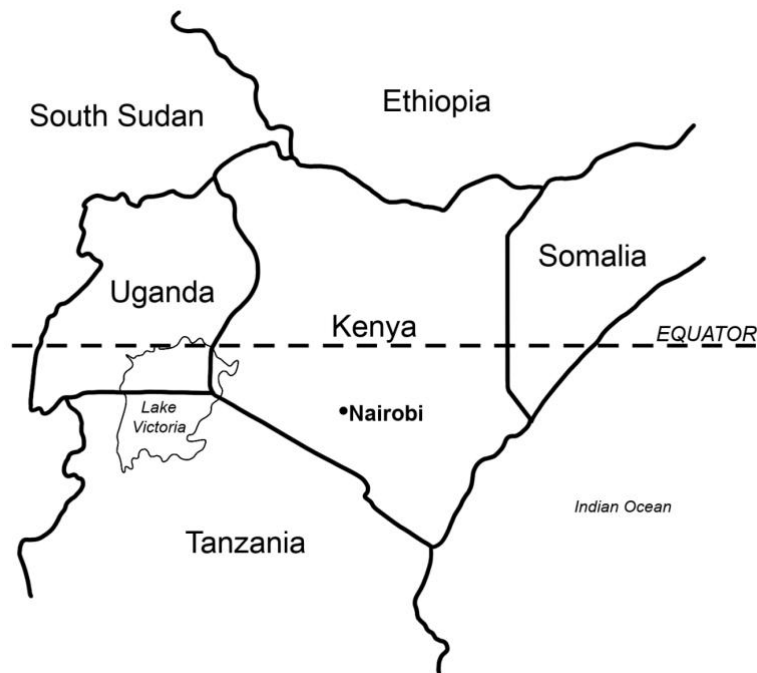 Ethiopia
South Sudan
Somalia
Uganda
Kenya
EQUATOR
Lake
Victoria
Nairobi
Indian Ocean
Tanzania